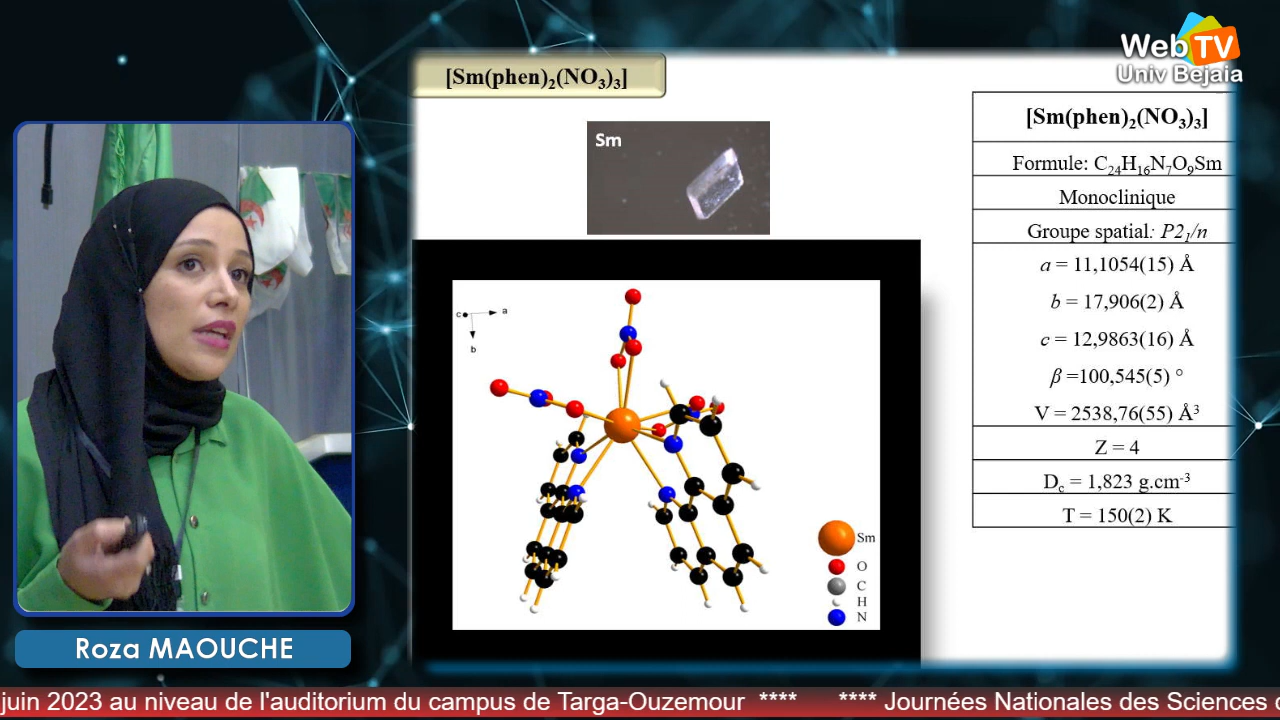 Web TV
Univ Bejaia
[Sm(phen)₂(NO₃)₃]
Sm
c
a
b
Sm
O
C
H
N
[Sm(phen)₂(NO₃)₃]
Formule: C₂₄H₁₆N₇O₉Sm
Monoclinique
Groupe spatial: P2₁/n
a = 11,1054(15) Å
b = 17,906(2) Å
c = 12,9863(16) Å
β =100,545(5) °
V = 2538,76(55) Å³
Z = 4
D꜀ = 1,823 g.cm⁻³
T = 150(2) K
Roza MAOUCHE
juin 2023 au niveau de l'auditorium du campus de Targa-Ouzemour **** **** Journées Nationales des Sciences